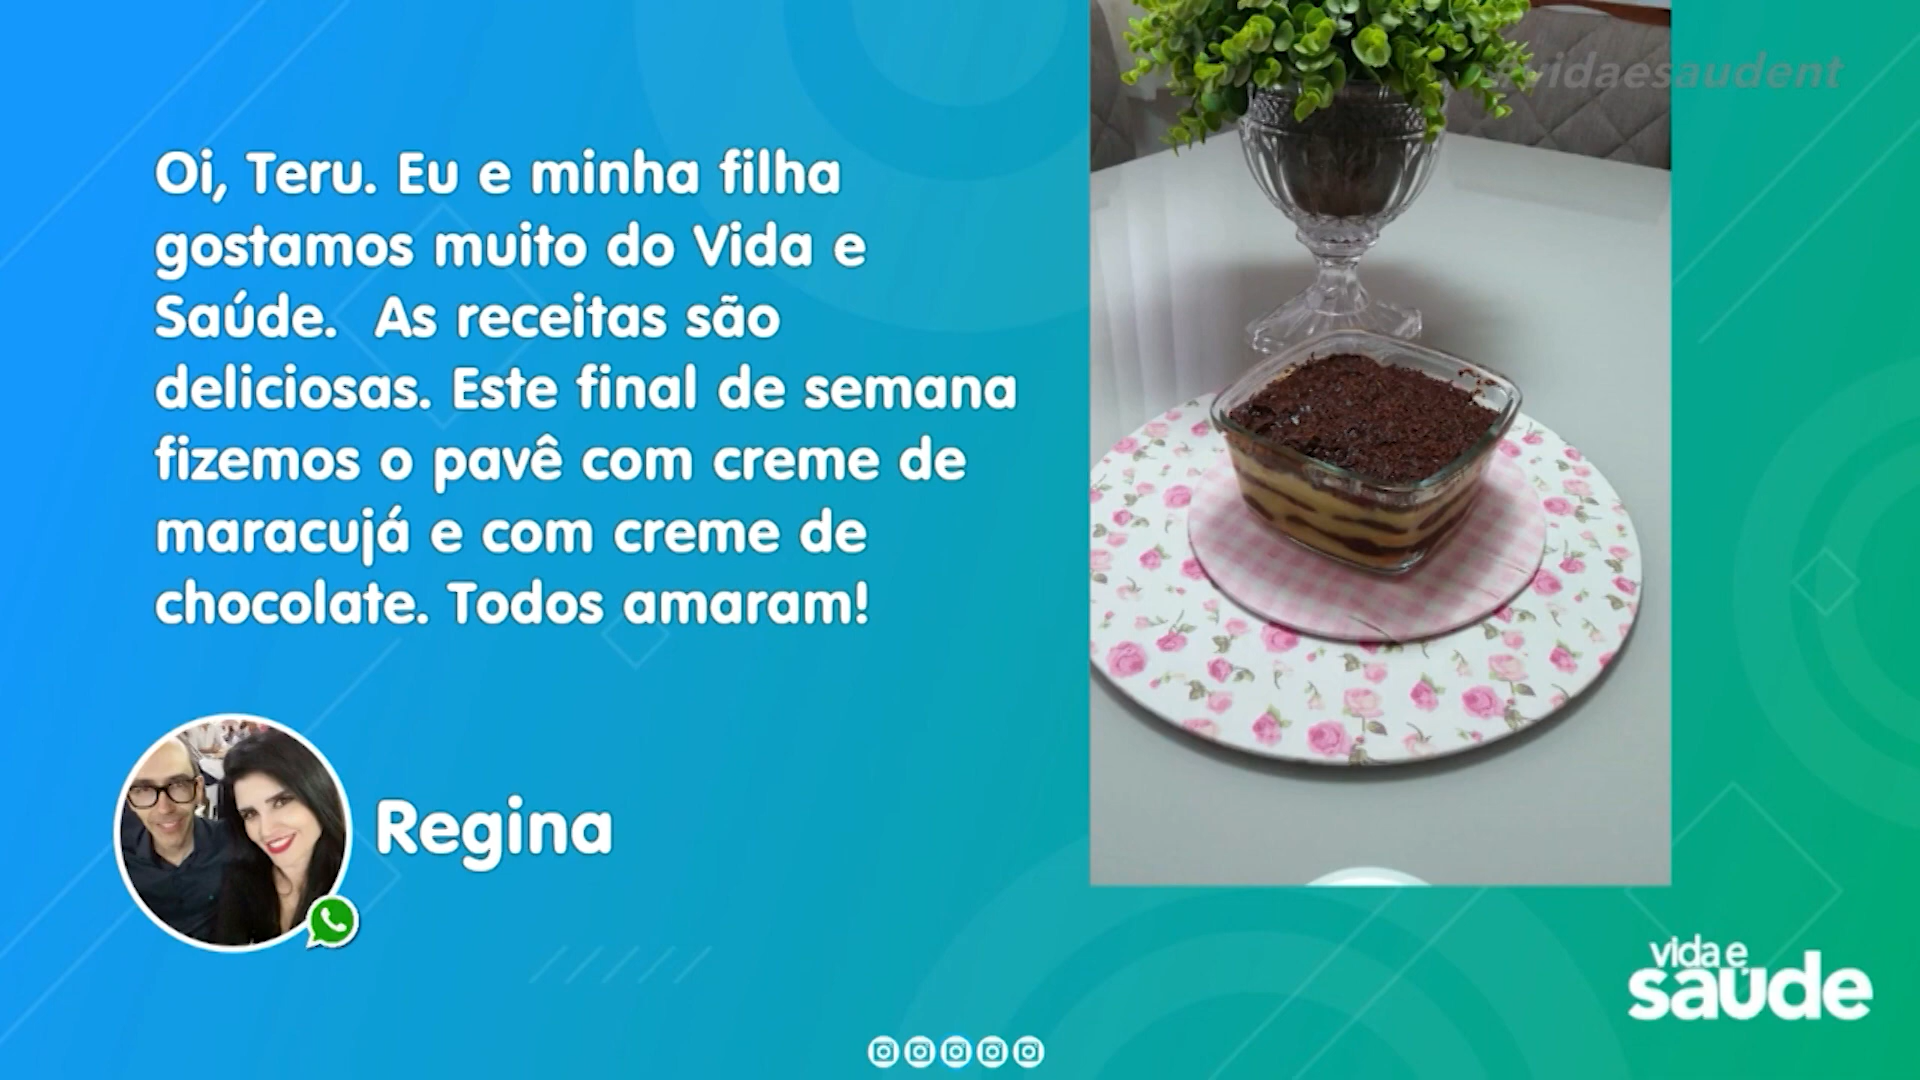 #vidaesaudent
Oi, Teru. Eu e minha filha
gostamos muito do Vida e
Saúde.  As receitas são
deliciosas. Este final de semana
fizemos o pavê com creme de
maracujá e com creme de
chocolate. Todos amaram!
Regina
vida e
saúde